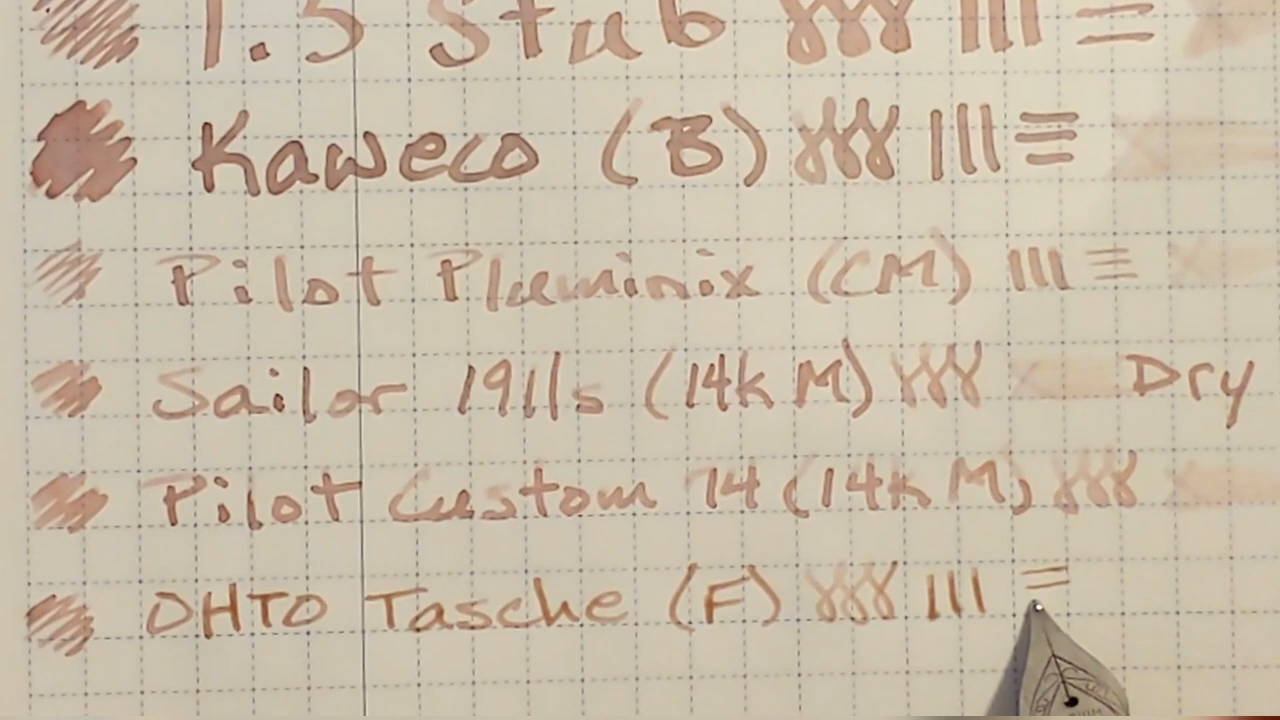 1.5 Stub
Kaweco (B)
Pilot Pluminix (CM)
Sailor 1911s (14k M) Dry
Pilot Custom 74 (14k M)
OHTO Tasche (F)